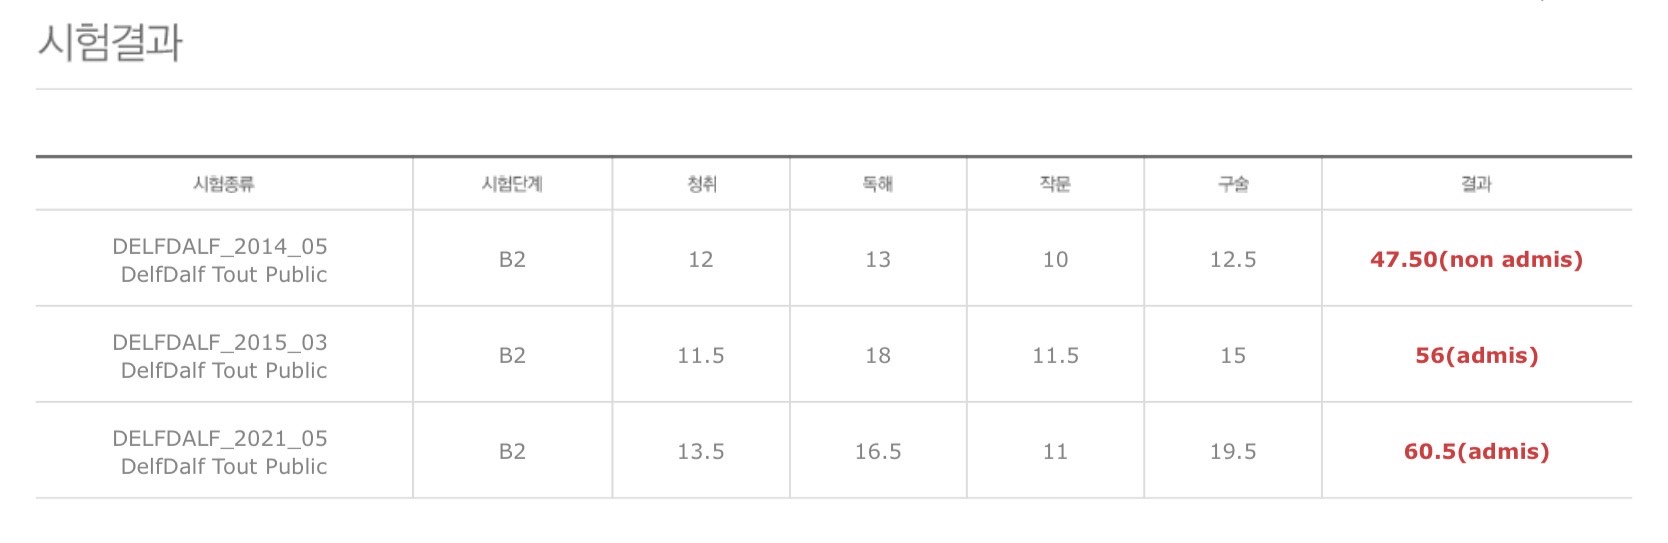 시험결과
시험종류 시험단계 청취 독해 작문 구술 결과
DELFDALF_2014_05
DelfDalf Tout Public
B2 12 13 10 12.5 47.50(non admis)
DELFDALF_2015_03
DelfDalf Tout Public
B2 11.5 18 11.5 15 56(admis)
DELFDALF_2021_05
DelfDalf Tout Public
B2 13.5 16.5 11 19.5 60.5(admis)